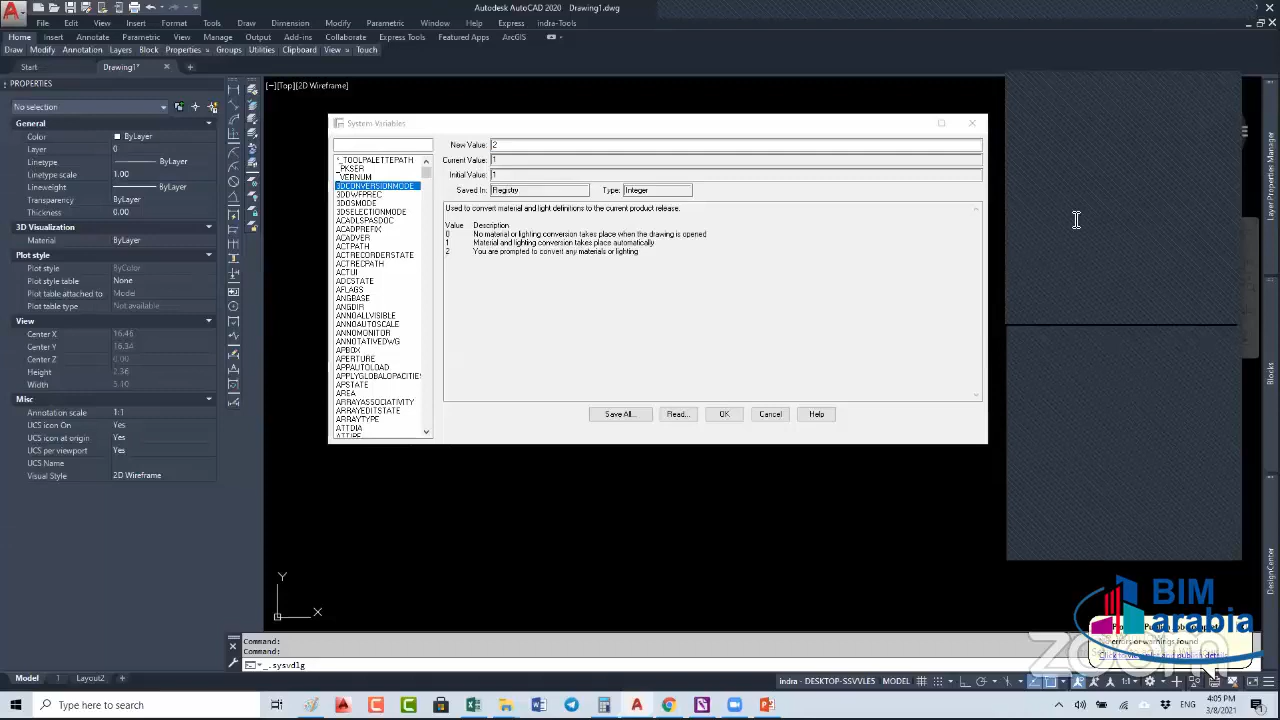 Autodesk AutoCAD 2021 Drawing1.dwg
File Edit View Insert Format Tools Draw Dimension Modify Parametric Window Help Express indra-Tools
Home Insert Annotate Parametric View Manage Output Add-ins Collaborate Express Tools Featured Apps ArcGIS
Draw Modify Annotation Layers Block Properties Groups Utilities Clipboard View Touch
Start Drawing1*
PROPERTIES
[−][Top][2D Wireframe]
No selection
General
Color ByLayer
Layer 0
Linetype ByLayer
Linetype scale 1.00
Lineweight ByLayer
Transparency ByLayer
Thickness 0.00
3D Visualization
Material ByLayer
Plot style
Plot style ByColor
Plot style table None
Plot table attached to Model
Plot table type Not available
View
Center X 16.46
Center Y 16.34
Center Z 0.00
Height 2.36
Width 5.10
Misc
Annotation scale 1:1
UCS icon On Yes
UCS icon at origin Yes
UCS per viewport Yes
UCS Name
Visual Style 2D Wireframe
System Variables
*_TOOLPALETTEPATH
_PKSER
_VERNUM
3DCONVERSIONMODE
3DDWFPREC
3DOSMODE
3DSELECTIONMODE
ACADLSPASDOC
ACADPREFIX
ACADVER
ACTPATH
ACTRECORDERSTATE
ACTRECPATH
ACTUI
ADCSTATE
AFLAGS
ANGBASE
ANGDIR
ANNOALLVISIBLE
ANNOAUTOSCALE
ANNOMONITOR
ANNOTATIVEDWG
APBOX
APERTURE
APPAUTOLOAD
APPLYGLOBALOPACITIES
APSTATE
AREA
ARRAYASSOCIATIVITY
ARRAYEDITSTATE
ARRAYTYPE
ATTDIA
New Value: 2
Current Value: 1
Initial Value: 1
Saved In: Registry Type: Integer
Used to convert material and light definitions to the current product release.
Value Description
0 No material or lighting conversion takes place when the drawing is opened
1 Material and lighting conversion takes place automatically
2 You are prompted to convert any materials or lighting
Save All... Read... OK Cancel Help
Layer Properties Manager
Blocks
DesignCenter
Y
X
BIM
arabia
errors or warnings found
zoom
Command:
Command:
_.sysvdlg
Model 1 Layout2 +
indra - DESKTOP-SSVVLE5 MODEL 1:1
Type here to search
4:05 PM
3/8/2021